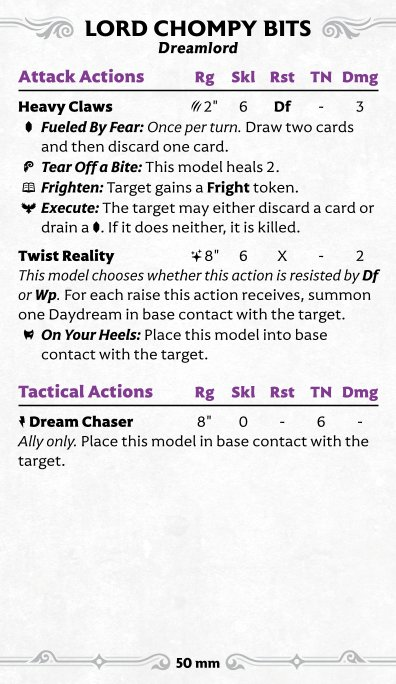 LORD CHOMPY BITS
Dreamlord
Attack Actions Rg Skl Rst TN Dmg
Heavy Claws 2" 6 Df - 3
Fueled By Fear: Once per turn. Draw two cards
and then discard one card.
Tear Off a Bite: This model heals 2.
Frighten: Target gains a Fright token.
Execute: The target may either discard a card or
drain a . If it does neither, it is killed.
Twist Reality 8" 6 X - 2
This model chooses whether this action is resisted by Df
or Wp. For each raise this action receives, summon
one Daydream in base contact with the target.
On Your Heels: Place this model into base
contact with the target.
Tactical Actions Rg Skl Rst TN Dmg
Dream Chaser 8" 0 - 6 -
Ally only. Place this model in base contact with the
target.
50 mm